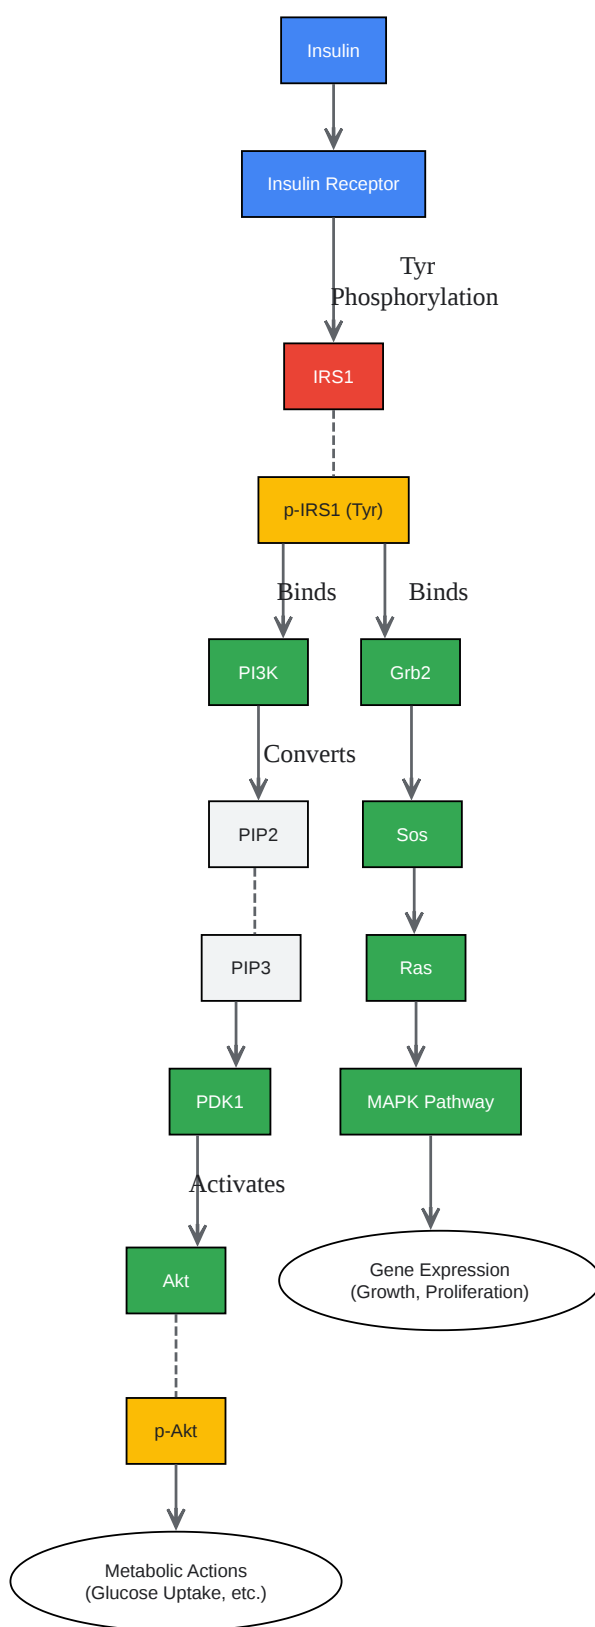 Insulin
Insulin Receptor
Tyr
Phosphorylation
IRS1
p-IRS1 (Tyr)
Binds
Binds
PI3K
Grb2
Converts
PIP2
Sos
PIP3
Ras
PDK1
MAPK Pathway
Activates
Akt
Gene Expression
(Growth, Proliferation)
p-Akt
Metabolic Actions
(Glucose Uptake, etc.)